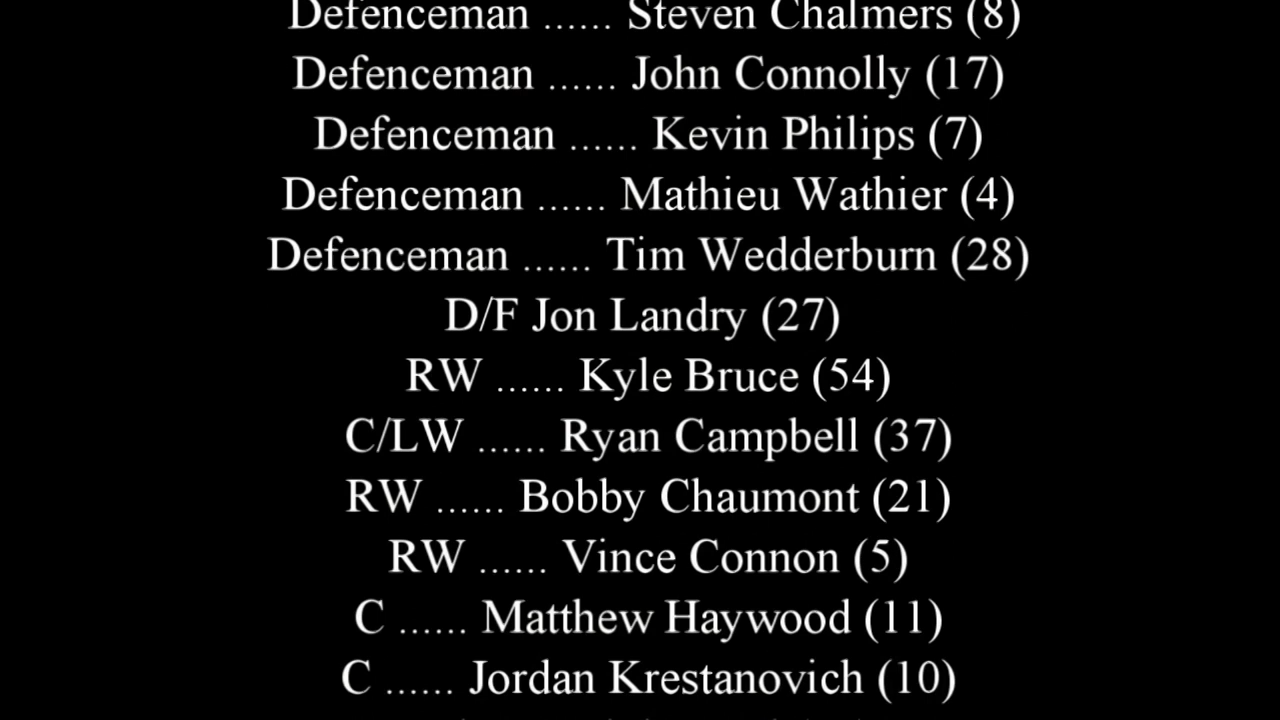 Defenceman ...... Steven Chalmers (8)
Defenceman ...... John Connolly (17)
Defenceman ...... Kevin Philips (7)
Defenceman ...... Mathieu Wathier (4)
Defenceman ...... Tim Wedderburn (28)
D/F Jon Landry (27)
RW ...... Kyle Bruce (54)
C/LW ...... Ryan Campbell (37)
RW ...... Bobby Chaumont (21)
RW ...... Vince Connon (5)
C ...... Matthew Haywood (11)
C ...... Jordan Krestanovich (10)